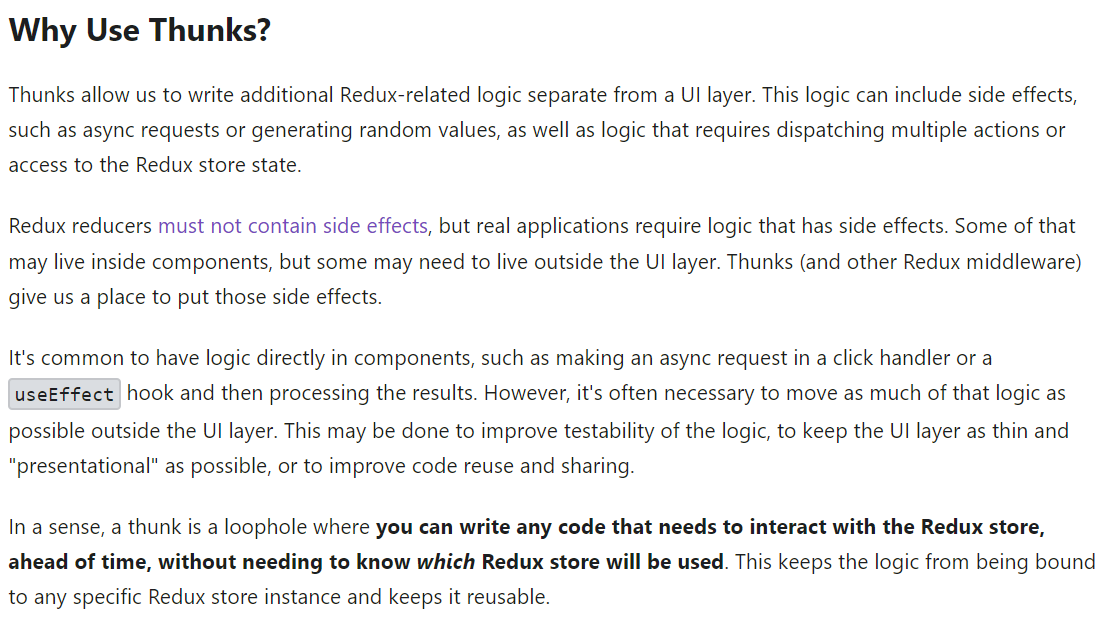 Why Use Thunks?
Thunks allow us to write additional Redux-related logic separate from a UI layer. This logic can include side effects,
such as async requests or generating random values, as well as logic that requires dispatching multiple actions or
access to the Redux store state.
Redux reducers must not contain side effects, but real applications require logic that has side effects. Some of that
may live inside components, but some may need to live outside the UI layer. Thunks (and other Redux middleware)
give us a place to put those side effects.
It's common to have logic directly in components, such as making an async request in a click handler or a
useEffect hook and then processing the results. However, it's often necessary to move as much of that logic as
possible outside the UI layer. This may be done to improve testability of the logic, to keep the UI layer as thin and
"presentational" as possible, or to improve code reuse and sharing.
In a sense, a thunk is a loophole where you can write any code that needs to interact with the Redux store,
ahead of time, without needing to know which Redux store will be used. This keeps the logic from being bound
to any specific Redux store instance and keeps it reusable.